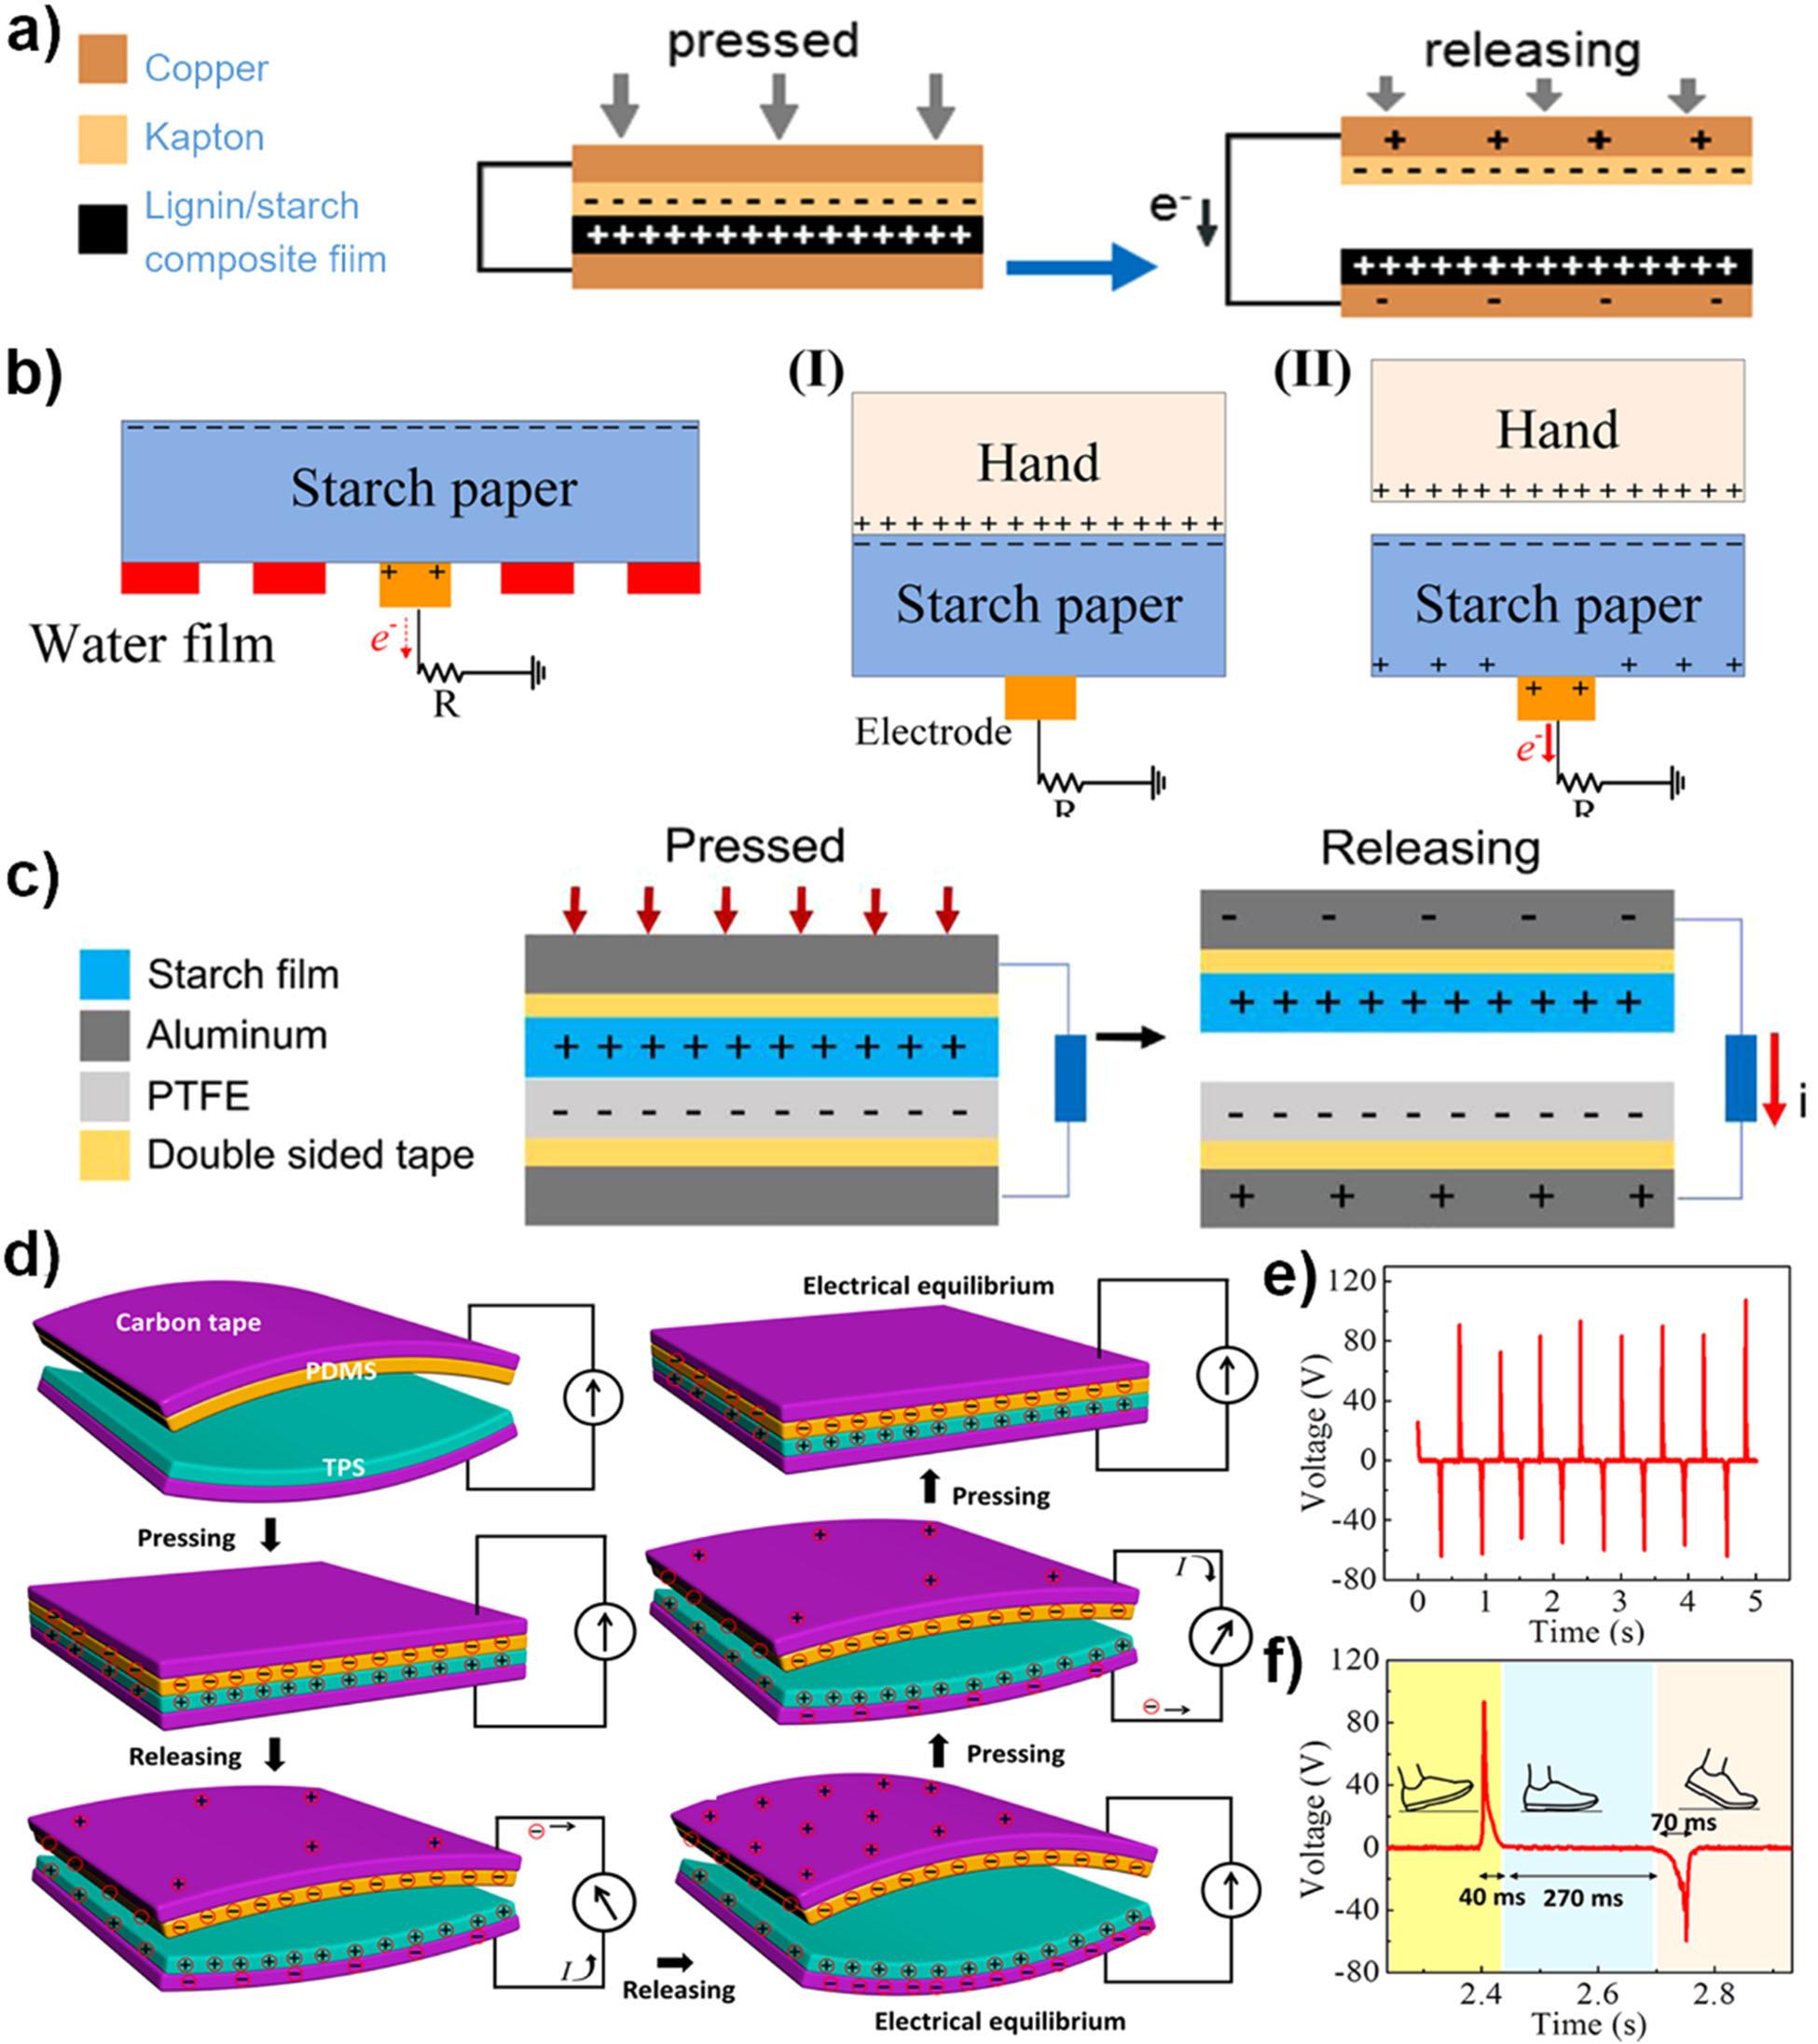 a)
Copper
Kapton
Lignin/starch
composite fiim
pressed
releasing
e-
b)
Starch paper
Water film
e-
R
(I)
Hand
Starch paper
Electrode
R
(II)
Hand
Starch paper
e-
R
c)
Starch film
Aluminum
PTFE
Double sided tape
Pressed
Releasing
i
d)
Carbon tape
PDMS
TPS
Pressing
Releasing
I
Releasing
Electrical equilibrium
Pressing
I
Pressing
Electrical equilibrium
e)
120
80
40
0
-40
-80
Voltage (V)
0 1 2 3 4 5
Time (s)
f)
120
80
40
0
-40
-80
Voltage (V)
70 ms
40 ms 270 ms
2.4 2.6 2.8
Time (s)